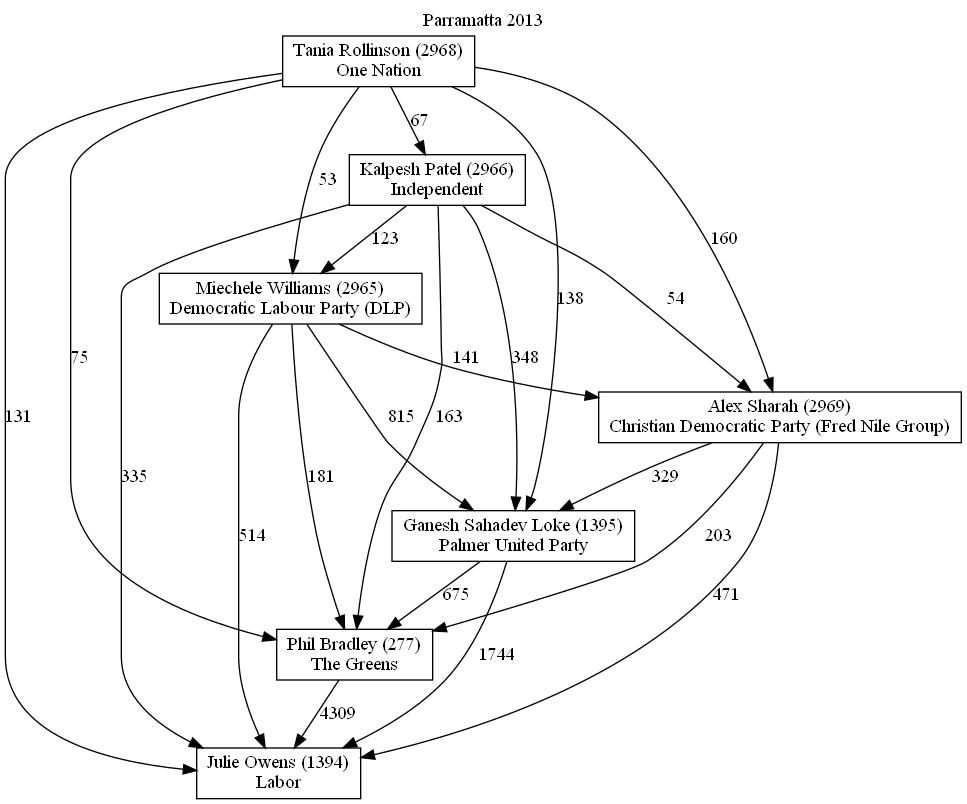 Parramatta 2013
Tania Rollinson (2968)
One Nation
67
Kalpesh Patel (2966)
Independent
53
123
160
Miechele Williams (2965)
Democratic Labour Party (DLP)
138
54
75
141
348
131
815
163
Alex Sharah (2969)
Christian Democratic Party (Fred Nile Group)
335
181
329
514
Ganesh Sahadev Loke (1395)
Palmer United Party
203
675
471
Phil Bradley (277)
The Greens
1744
4309
Julie Owens (1394)
Labor